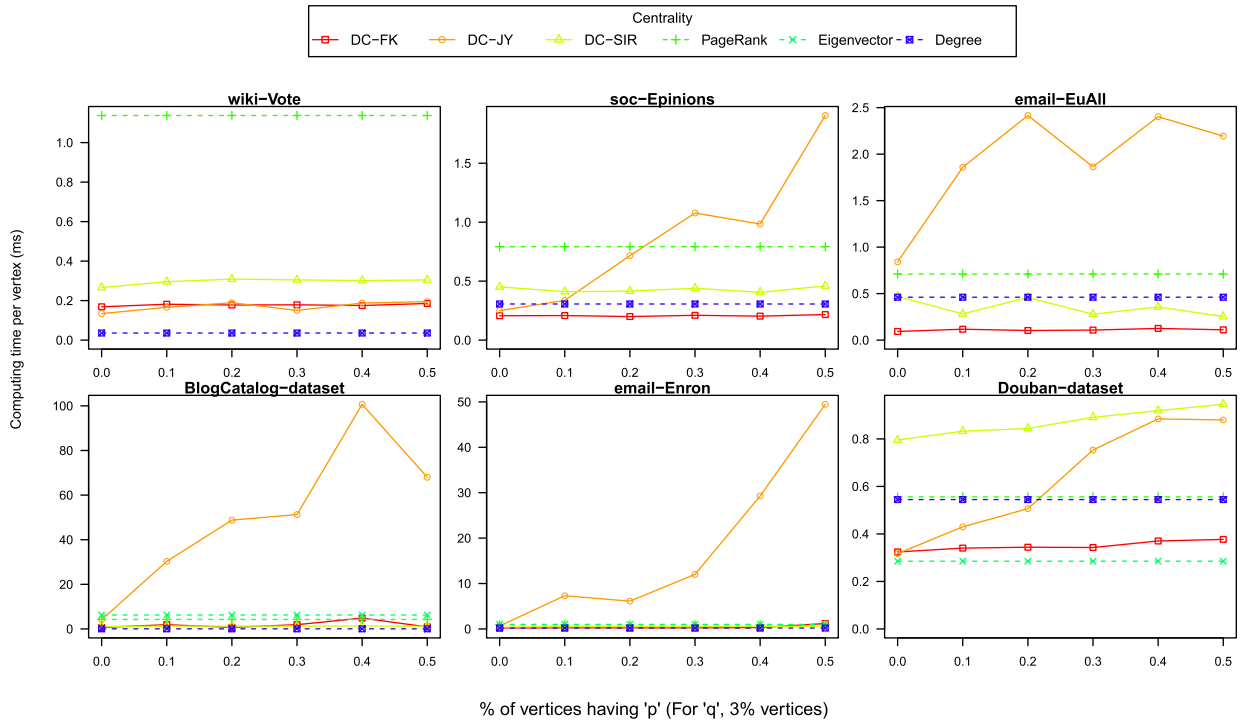 Centrality
DC−FK DC−JY DC−SIR PageRank Eigenvector Degree
Computing time per vertex (ms)
wiki−Vote
0.0
0.2
0.4
0.6
0.8
1.0
0.0 0.1 0.2 0.3 0.4 0.5
soc−Epinions
0.0
0.5
1.0
1.5
0.0 0.1 0.2 0.3 0.4 0.5
email−EuAll
0.0
0.5
1.0
1.5
2.0
2.5
0.0 0.1 0.2 0.3 0.4 0.5
BlogCatalog−dataset
0
20
40
60
80
100
0.0 0.1 0.2 0.3 0.4 0.5
email−Enron
0
10
20
30
40
50
0.0 0.1 0.2 0.3 0.4 0.5
Douban−dataset
0.0
0.2
0.4
0.6
0.8
0.0 0.1 0.2 0.3 0.4 0.5
% of vertices having 'p' (For 'q', 3% vertices)